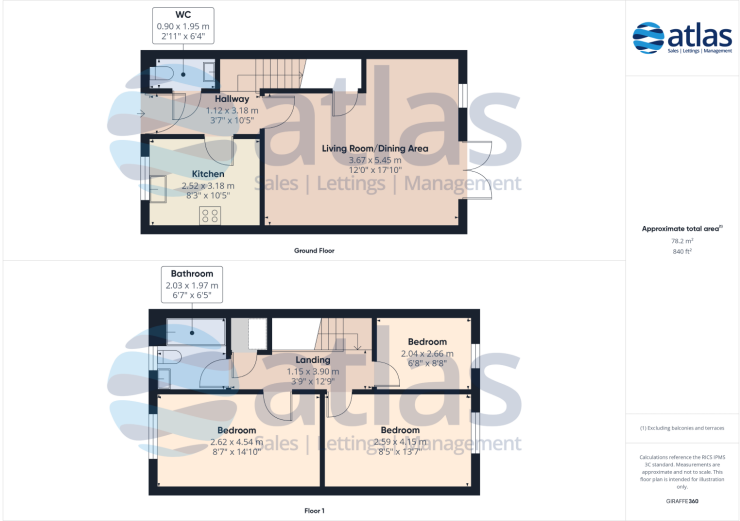 WC
0.90 x 1.95 m
2'11" x 6'4"
Hallway
1.12 x 3.18 m
3'7" x 10'5"
Living Room/Dining Area
3.67 x 5.45 m
12'0" x 17'10"
Kitchen
2.52 x 3.18 m
8'3" x 10'5"
atlas
Sales | Lettings | Management
Ground Floor
Bathroom
2.03 x 1.97 m
6'7" x 6'5"
Landing
1.15 x 3.90 m
3'9" x 12'9"
Bedroom
2.04 x 2.66 m
6'8" x 8'8"
Bedroom
2.62 x 4.54 m
8'7" x 14'10"
Bedroom
2.59 x 4.15 m
8'5" x 13'7"
atlas
Sales | Lettings | Management
Floor 1
atlas
Sales | Lettings | Management
Approximate total area(1)
78.2 m²
840 ft²
(1) Excluding balconies and terraces
Calculations reference the RICS IPMS
3C standard. Measurements are
approximate and not to scale. This
floor plan is intended for illustration
only.
GIRAFFE360